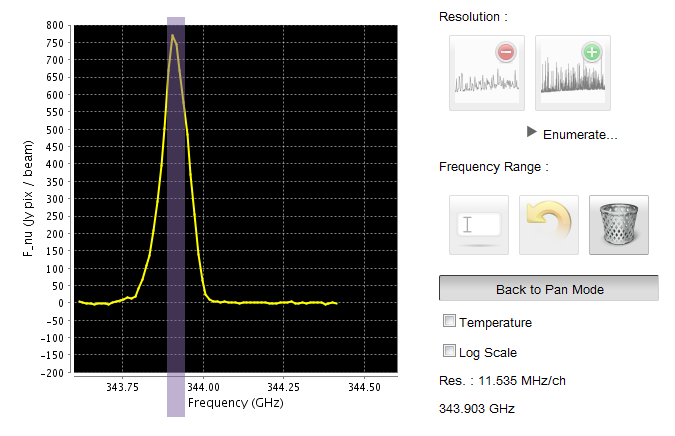 800
750
700
650
600
550
500
450
400
350
300
250
200
150
100
50
0
-50
-100
-150
-200
F_nu (Jy pix / beam)
343.75 344.00 344.25 344.50
Frequency (GHz)
Resolution :
Enumerate...
Frequency Range :
Back to Pan Mode
Temperature
Log Scale
Res. : 11.535 MHz/ch
343.903 GHz